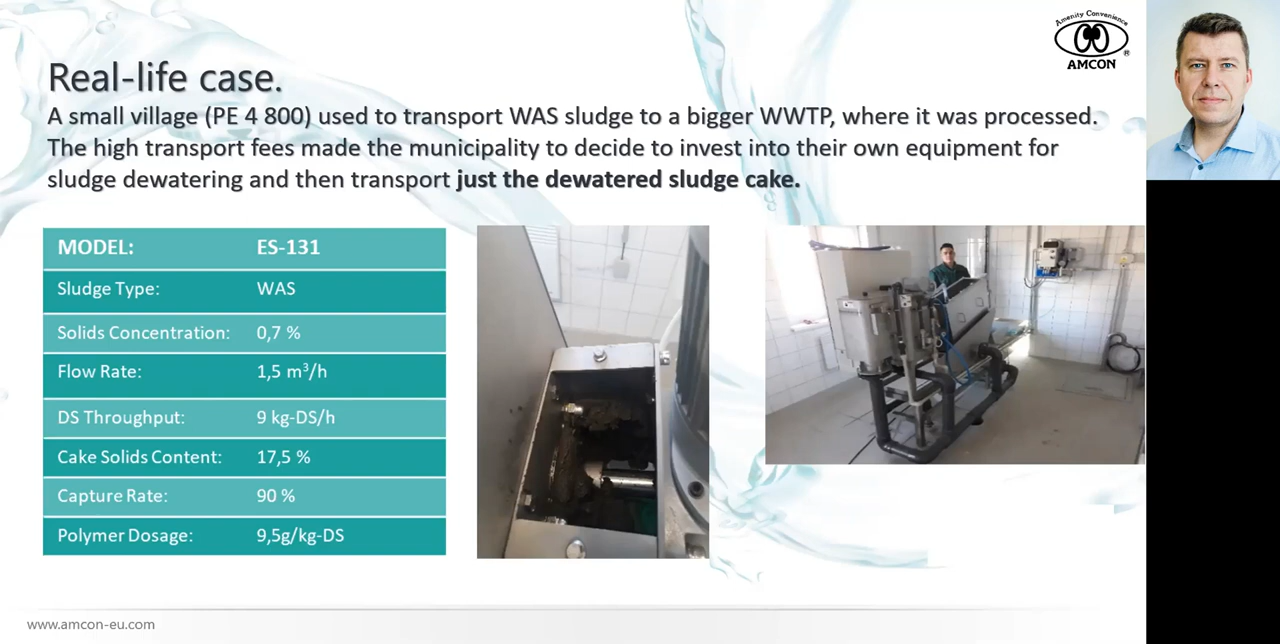 Amenity Convenience
®
AMCON
Real-life case.
A small village (PE 4 800) used to transport WAS sludge to a bigger WWTP, where it was processed.
The high transport fees made the municipality to decide to invest into their own equipment for
sludge dewatering and then transport just the dewatered sludge cake.
MODEL: ES-131
Sludge Type: WAS
Solids Concentration: 0,7 %
Flow Rate: 1,5 m³/h
DS Throughput: 9 kg-DS/h
Cake Solids Content: 17,5 %
Capture Rate: 90 %
Polymer Dosage: 9,5g/kg-DS
www.amcon-eu.com